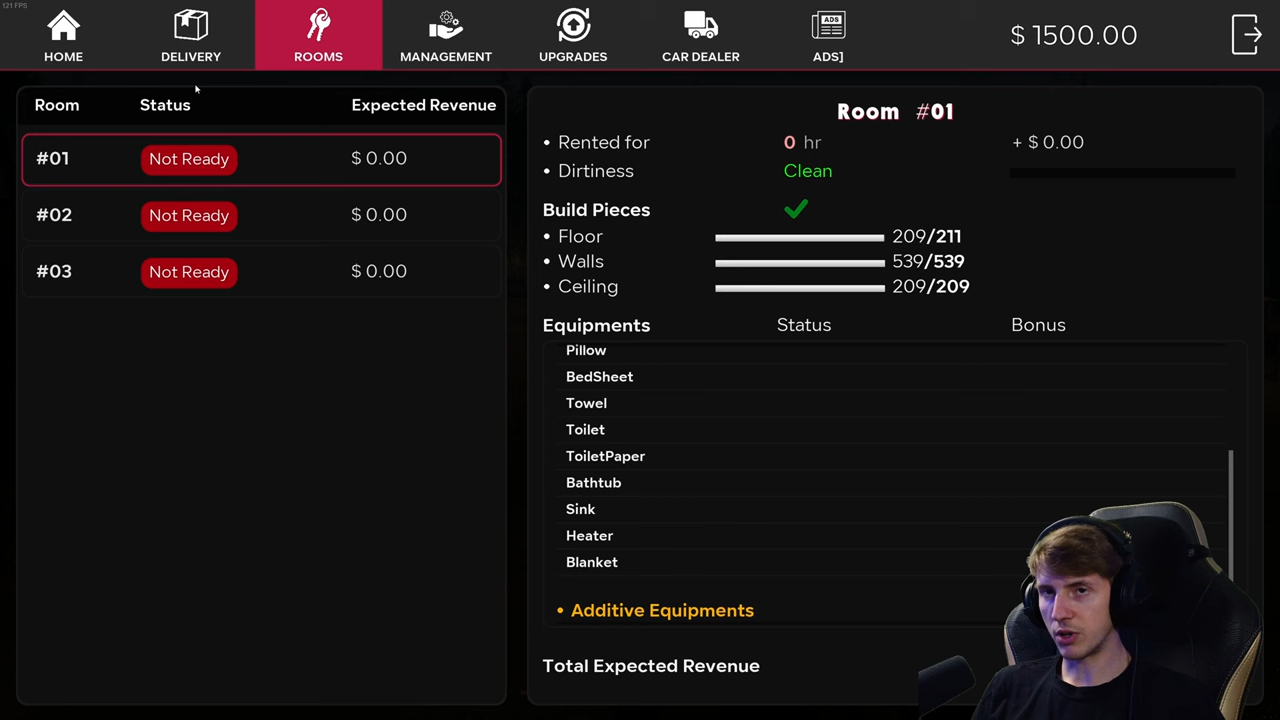 121 FPS
HOME
DELIVERY
ROOMS
MANAGEMENT
UPGRADES
CAR DEALER
ADS
ADS]
$ 1500.00
Room Status Expected Revenue
#01 Not Ready $ 0.00
#02 Not Ready $ 0.00
#03 Not Ready $ 0.00
Room #01
• Rented for 0 hr + $ 0.00
• Dirtiness Clean
Build Pieces
• Floor 209/211
• Walls 539/539
• Ceiling 209/209
Equipments Status Bonus
Pillow
BedSheet
Towel
Toilet
ToiletPaper
Bathtub
Sink
Heater
Blanket
• Additive Equipments
Total Expected Revenue